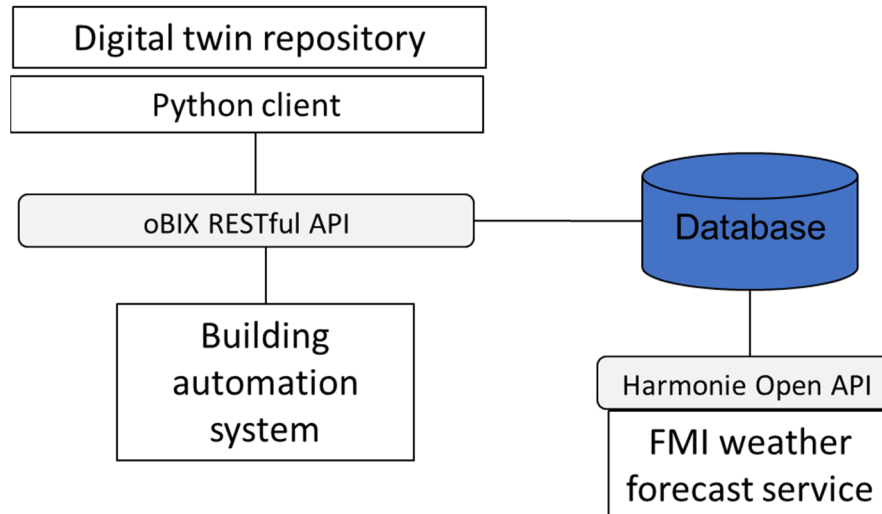 Digital twin repository
Python client
oBIX RESTful API
Database
Building
automation
system
Harmonie Open API
FMI weather
forecast service